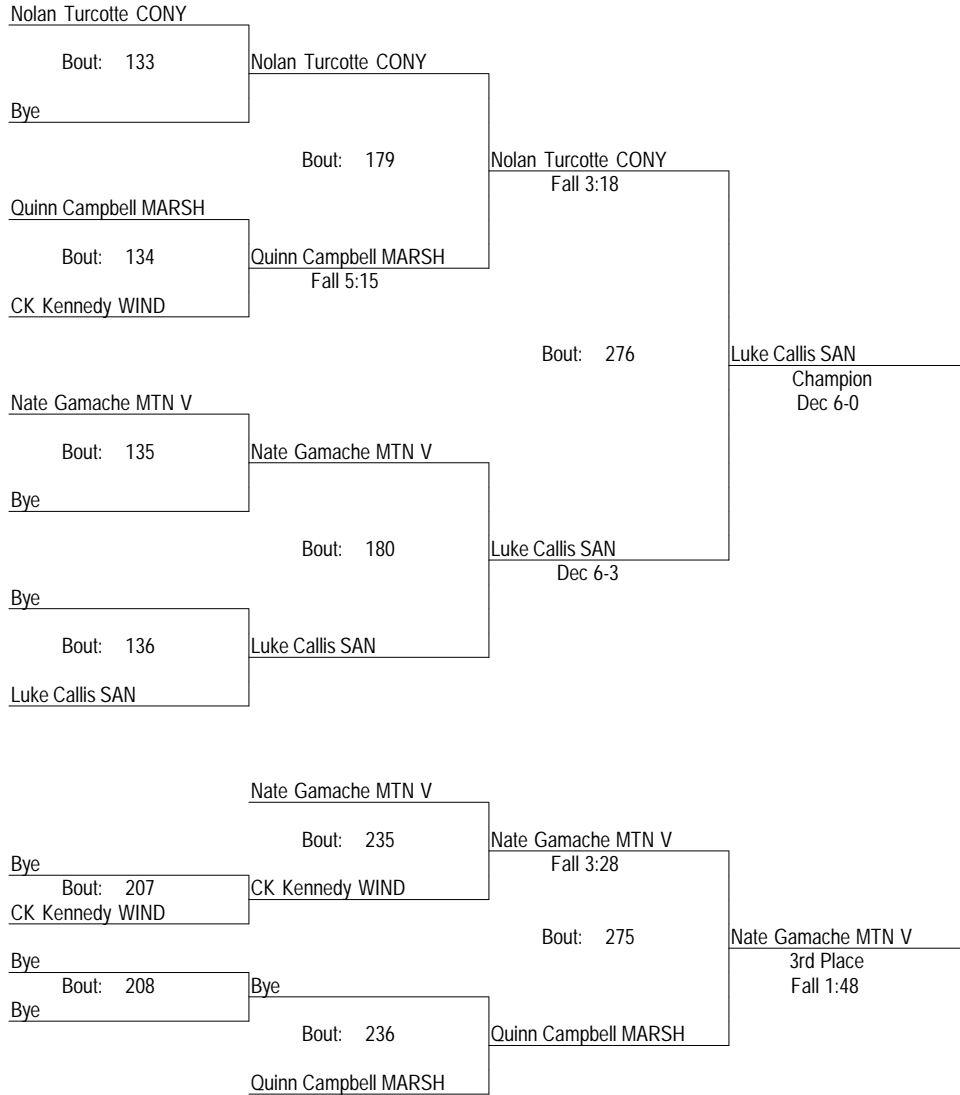 Nolan Turcotte CONY
Bout: 133
Nolan Turcotte CONY
Bye
Bout: 179
Nolan Turcotte CONY
Fall 3:18
Quinn Campbell MARSH
Bout: 134
Quinn Campbell MARSH
Fall 5:15
CK Kennedy WIND
Bout: 276
Luke Callis SAN
Champion
Dec 6-0
Nate Gamache MTN V
Bout: 135
Nate Gamache MTN V
Bye
Bout: 180
Luke Callis SAN
Dec 6-3
Bye
Bout: 136
Luke Callis SAN
Luke Callis SAN
Nate Gamache MTN V
Bout: 235
Nate Gamache MTN V
Fall 3:28
Bye
Bout: 207
CK Kennedy WIND
CK Kennedy WIND
Bout: 275
Nate Gamache MTN V
3rd Place
Fall 1:48
Bye
Bout: 208
Bye
Bye
Bout: 236
Quinn Campbell MARSH
Quinn Campbell MARSH